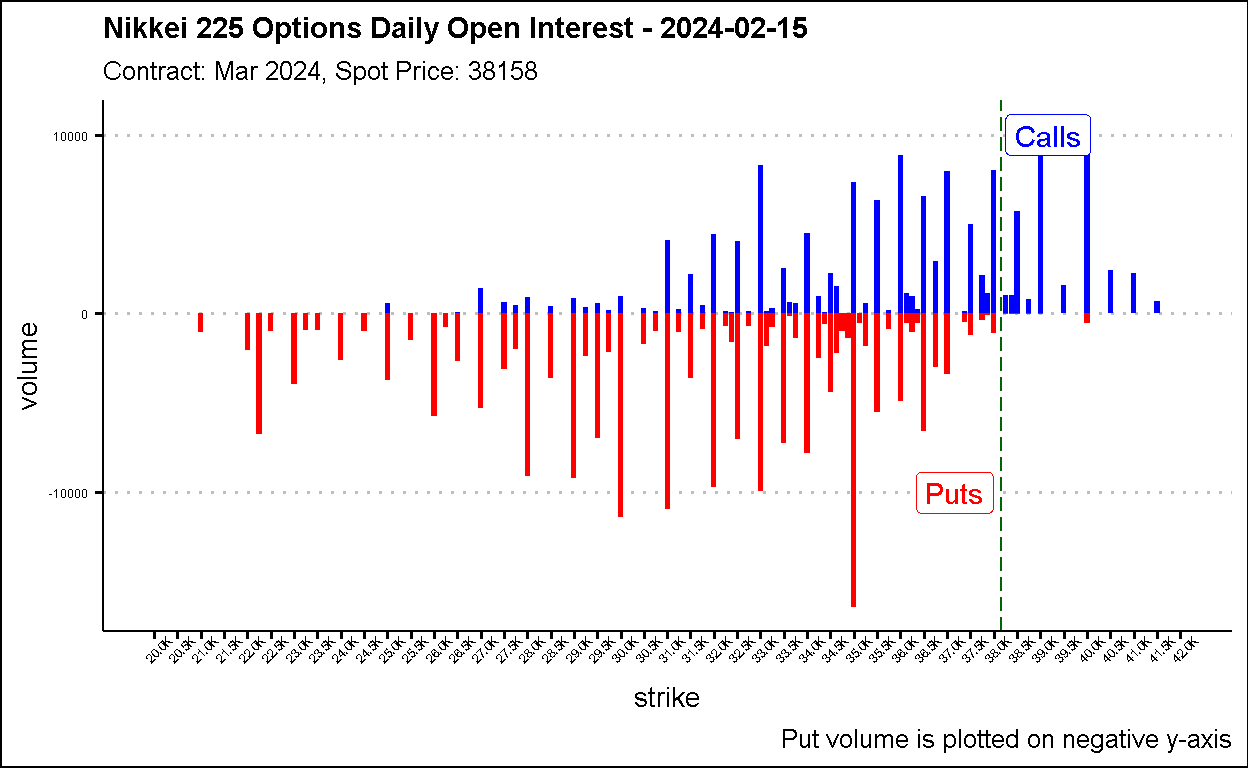 Nikkei 225 Options Daily Open Interest - 2024-02-15
Contract: Mar 2024, Spot Price: 38158
10000
Calls
0
volume
-10000
Puts
20.0K 20.5K 21.0K 21.5K 22.0K 22.5K 23.0K 23.5K 24.0K 24.5K 25.0K 25.5K 26.0K 26.5K 27.0K 27.5K 28.0K 28.5K 29.0K 29.5K 30.0K 30.5K 31.0K 31.5K 32.0K 32.5K 33.0K 33.5K 34.0K 34.5K 35.0K 35.5K 36.0K 36.5K 37.0K 37.5K 38.0K 38.5K 39.0K 39.5K 40.0K 40.5K 41.0K 41.5K 42.0K
strike
Put volume is plotted on negative y-axis